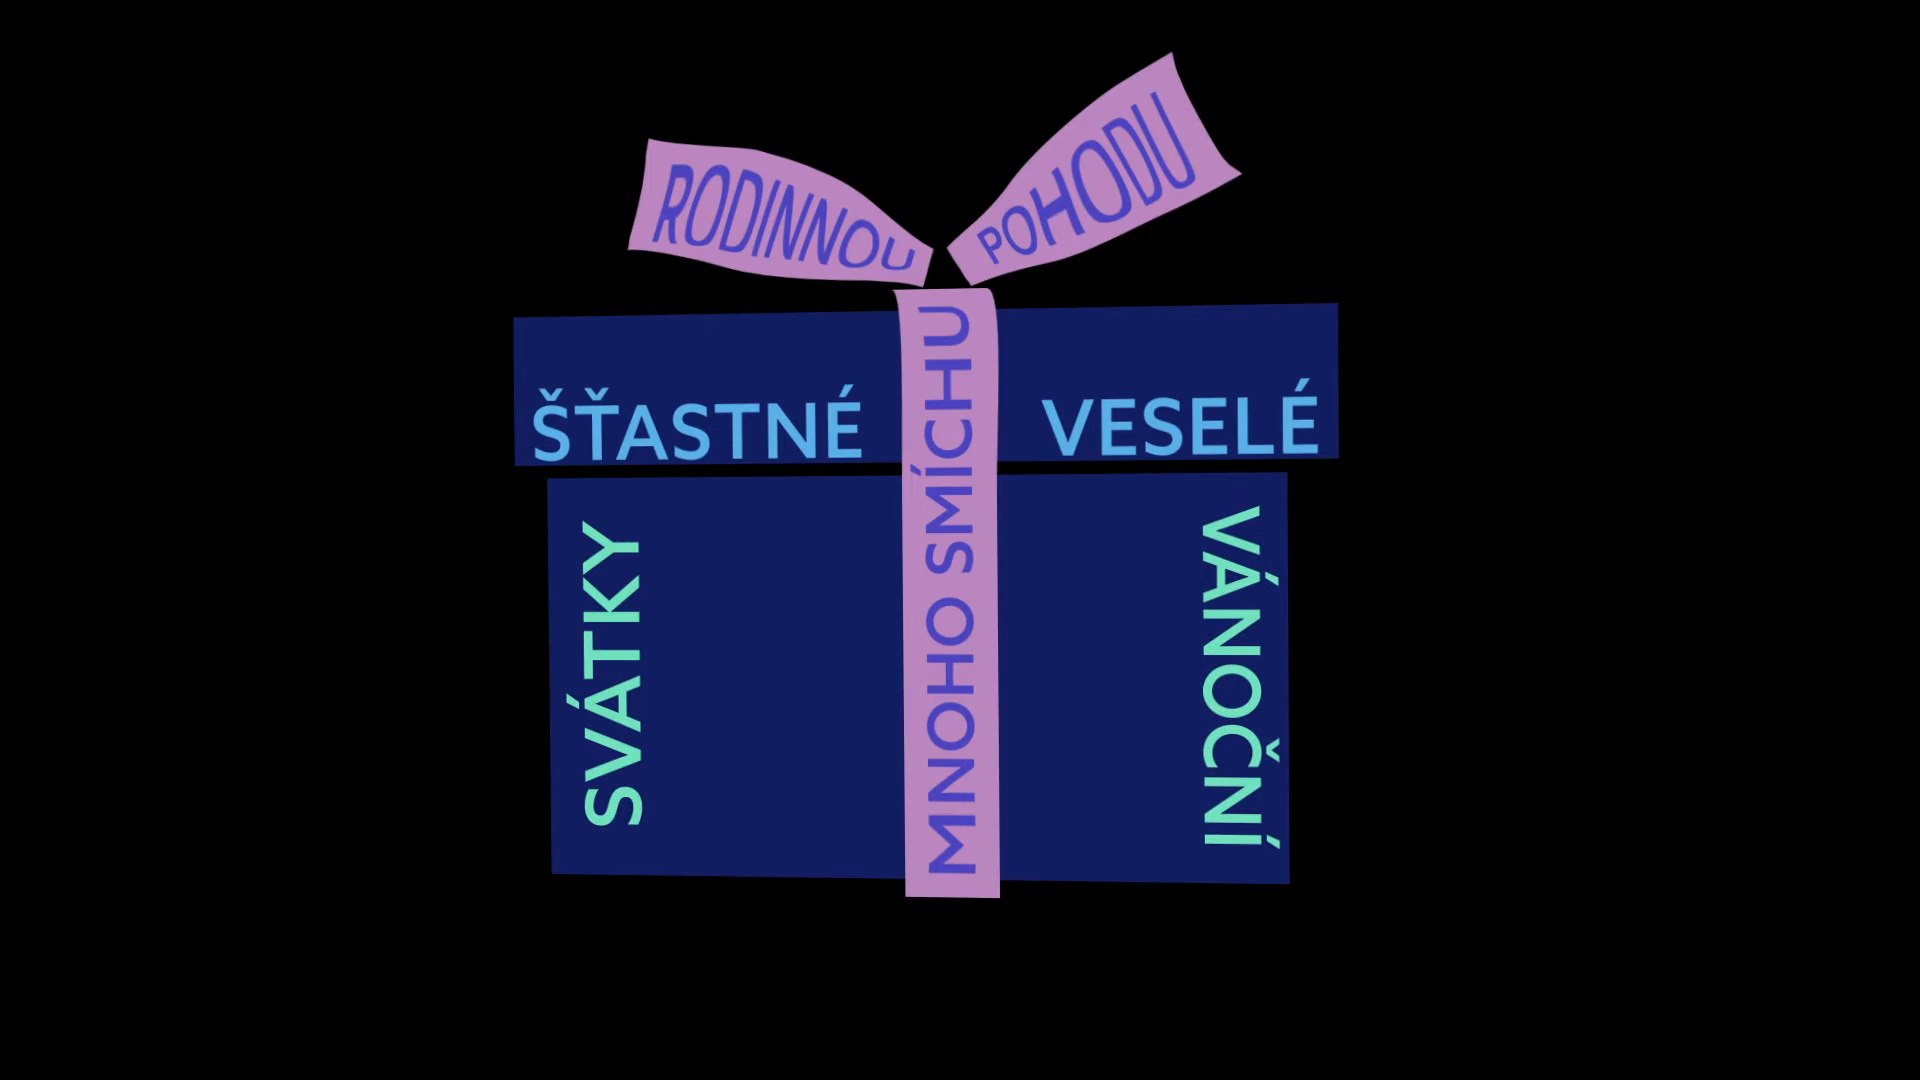 RODINNOU
POHODU
MNOHO SMÍCHU
ŠŤASTNÉ
VESELÉ
SVÁTKY
VÁNOČNÍ